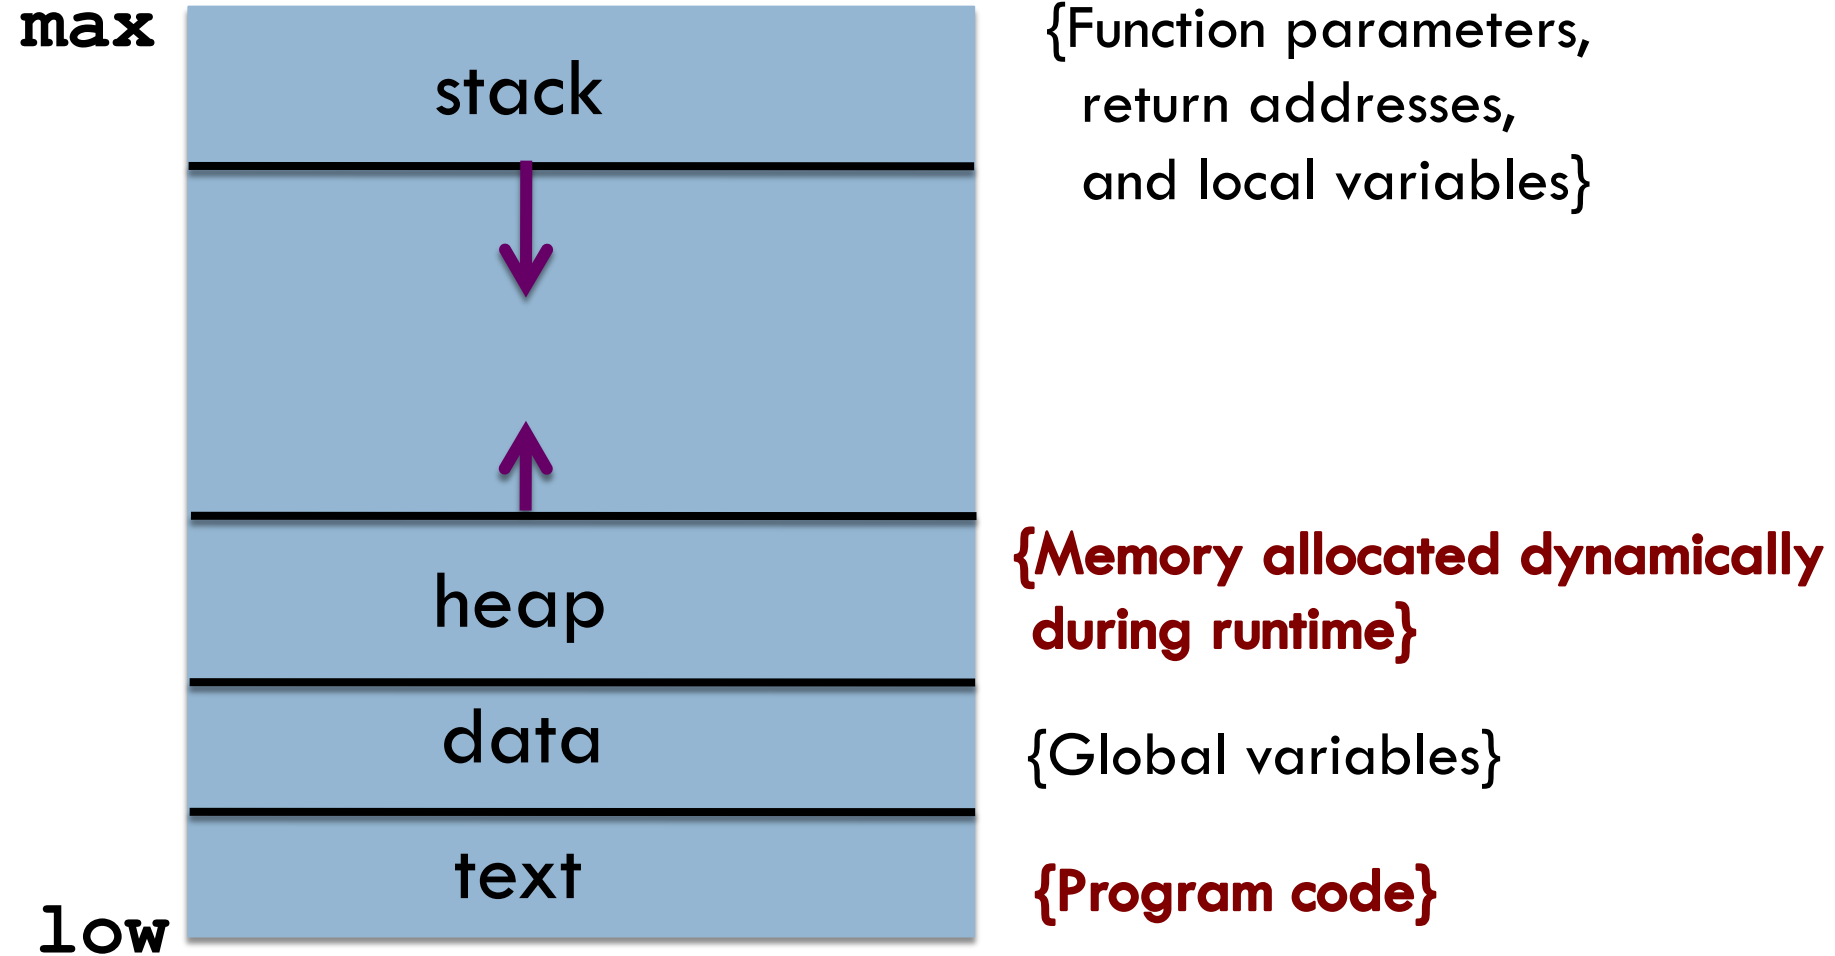 max
stack
{Function parameters,
return addresses,
and local variables}
heap
{Memory allocated dynamically
during runtime}
data
{Global variables}
text
{Program code}
low